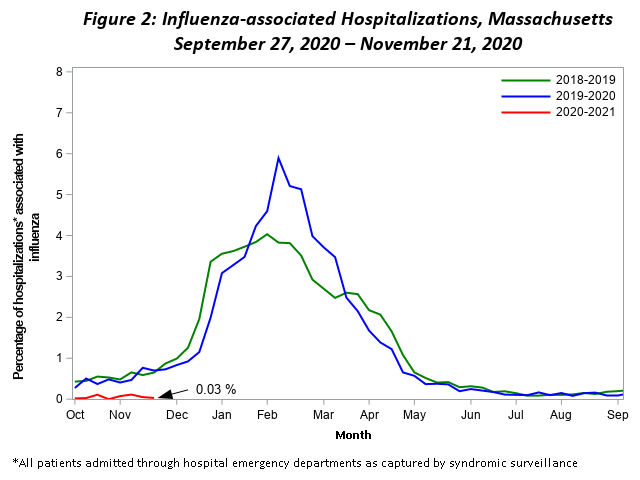 Figure 2: Influenza-associated Hospitalizations, Massachusetts
September 27, 2020 – November 21, 2020
2018-2019
2019-2020
2020-2021
Percentage of hospitalizations* associated with
influenza
8
7
6
5
4
3
2
1
0
0.03 %
Oct Nov Dec Jan Feb Mar Apr May Jun Jul Aug Sep
Month
*All patients admitted through hospital emergency departments as captured by syndromic surveillance